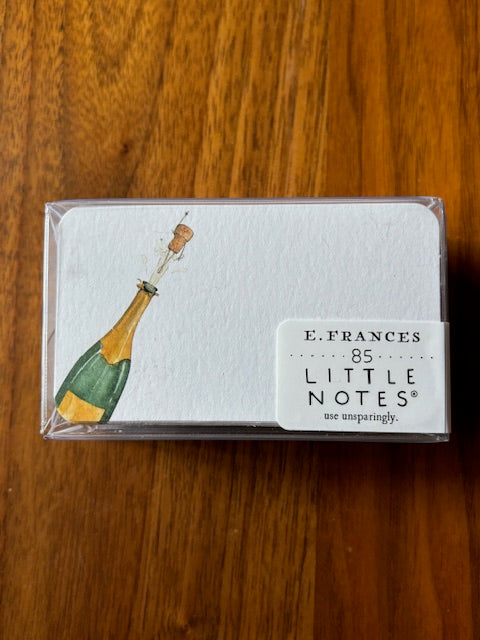 E. FRANCES
85
LITTLE
NOTES®
use unsparingly.